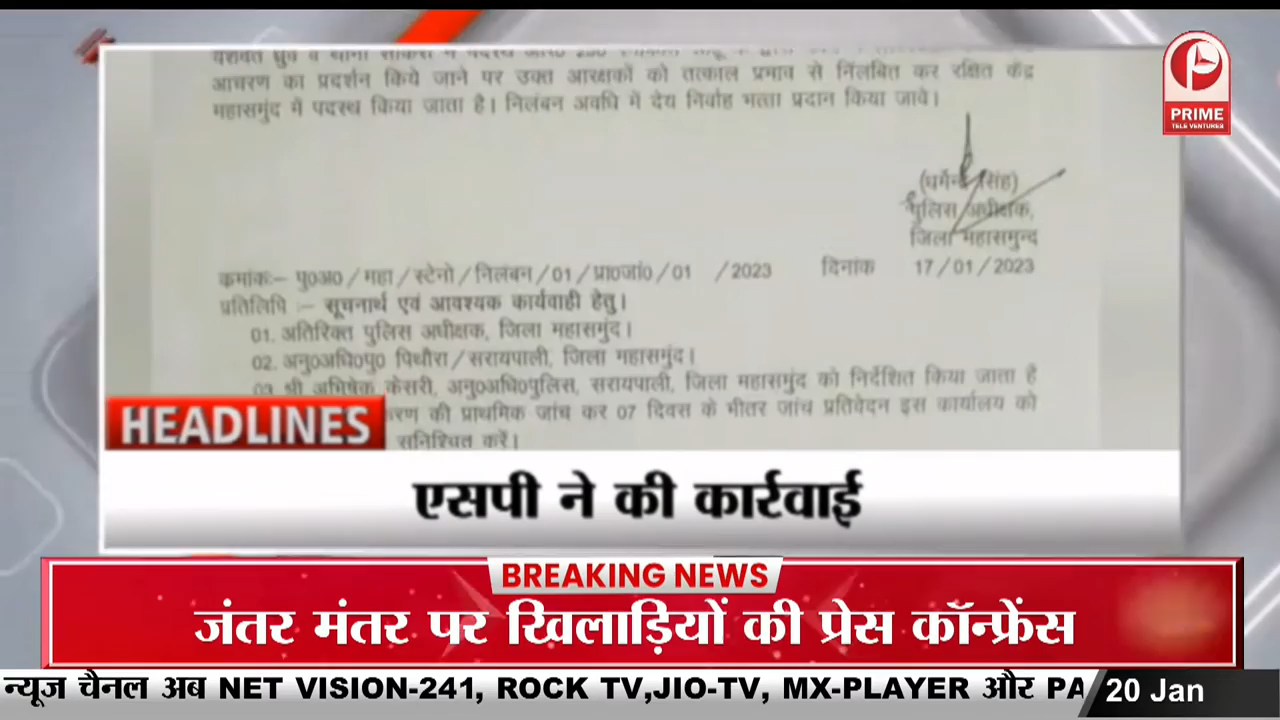 आचरण का प्रदर्शन किये जाने पर उक्त आरक्षकों को तत्काल प्रभाव से निलंबित कर रक्षित केंद्र
महासमुंद में पदस्थ किया जाता है। निलंबन अवधि में देय निर्वाह भत्ता प्रदान किया जावे।
PRIME
TELE VENTURES
(धर्मेन्द्र सिंह)
पुलिस अधीक्षक,
जिला महासमुन्द
कमांकः– पु०अ० / महा / स्टेनो / निलंबन / 01 / प्रा०जां० / 01 / 2023 दिनांक 17 / 01 / 2023
प्रतिलिपि :– सूचनार्थ एवं आवश्यक कार्यवाही हेतु।
01. अतिरिक्त पुलिस अधीक्षक, जिला महासमुंद।
02. अनु०अधि०पु० पिथौरा / सरायपाली, जिला महासमुंद।
03 श्री अभिषेक केसरी, अनु०अधि०पुलिस, सरायपाली, जिला महासमुंद को निर्देशित किया जाता है
की प्राथमिक जांच कर 07 दिवस के भीतर जांच प्रतिवेदन इस कार्यालय को
सुनिश्चित करें।
HEADLINES
एसपी ने की कार्रवाई
BREAKING NEWS
जंतर मंतर पर खिलाड़ियों की प्रेस कॉन्फ्रेंस
न्यूज चैनल अब NET VISION-241, ROCK TV,JIO-TV, MX-PLAYER और PA
20 Jan